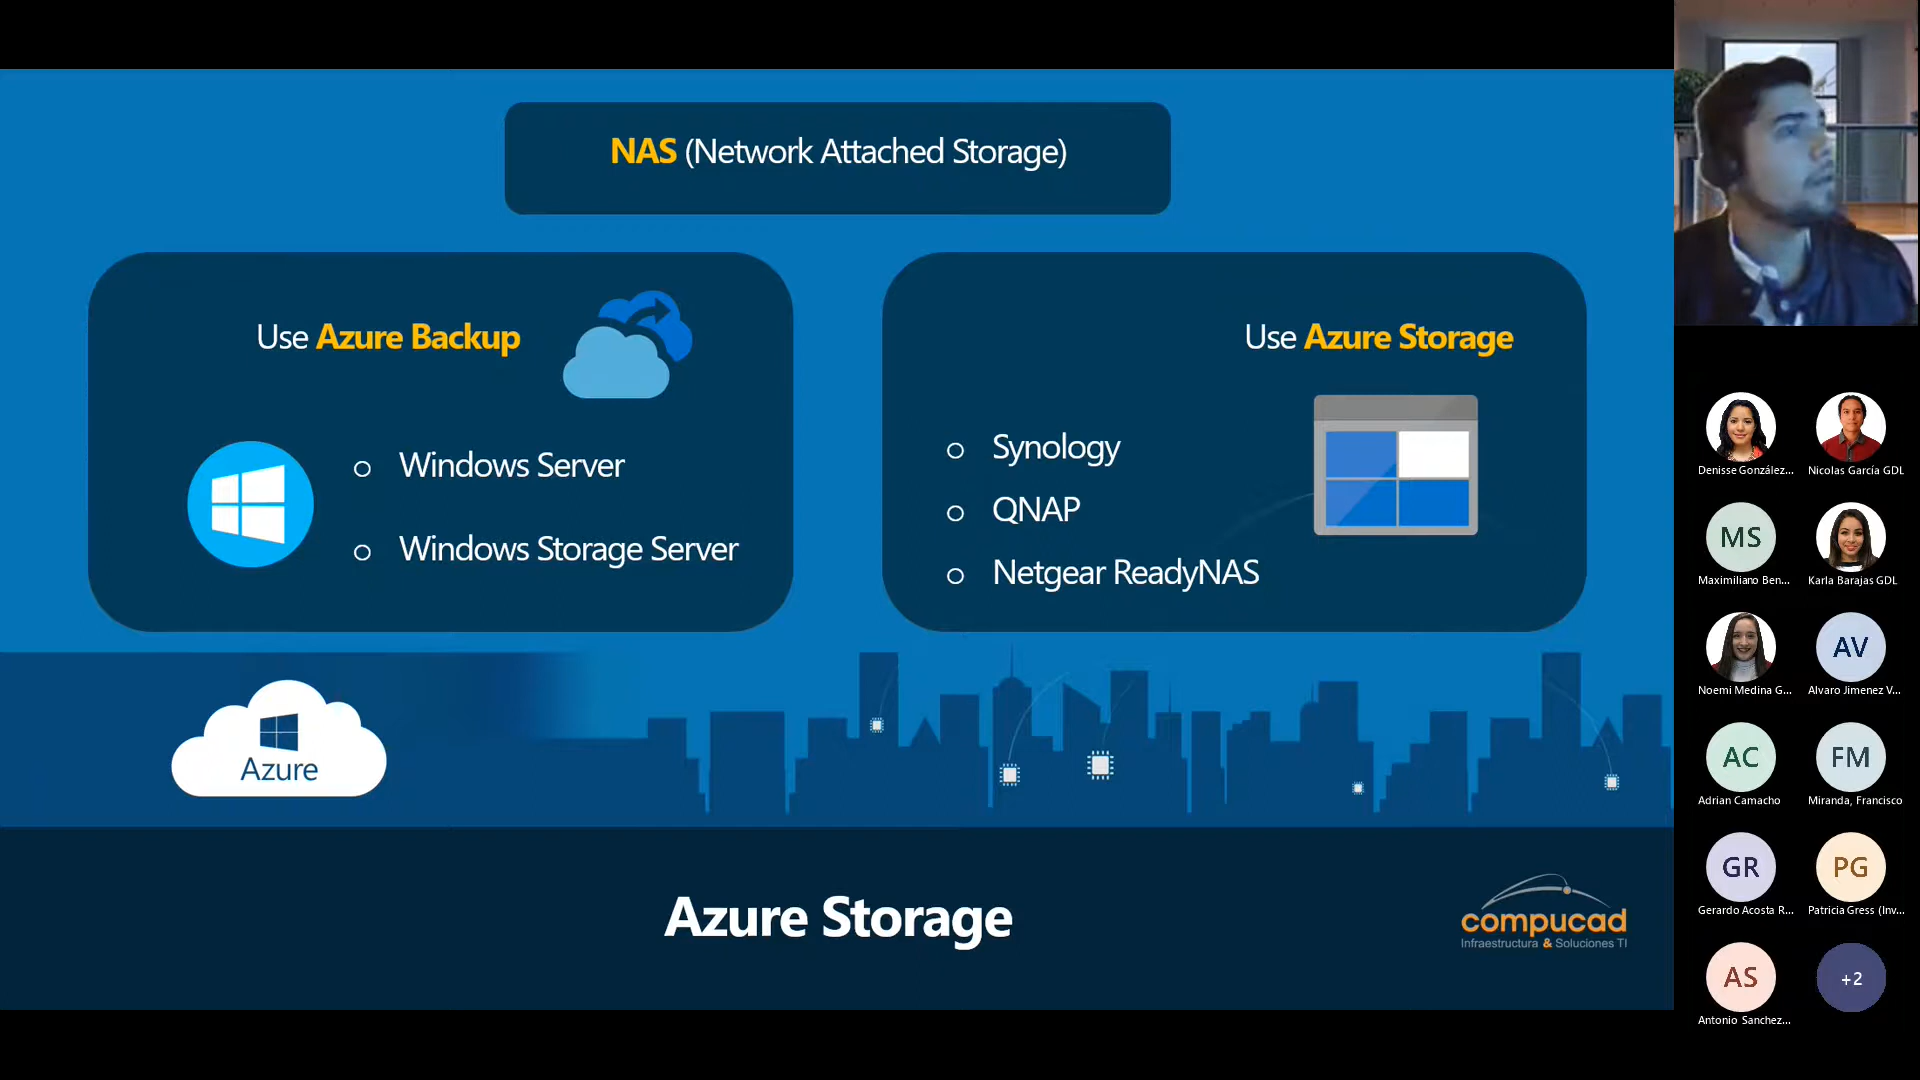 NAS (Network Attached Storage)
Use Azure Backup
Windows Server
Windows Storage Server
Use Azure Storage
Synology
QNAP
Netgear ReadyNAS
Azure
Azure Storage
compucad
Infraestructura & Soluciones TI
Denisse González...
Nicolas García GDL
MS
Maximiliano Ben...
Karla Barajas GDL
Noemi Medina G...
AV
Alvaro Jimenez V...
AC
Adrian Camacho
FM
Miranda, Francisco
GR
Gerardo Acosta R...
PG
Patricia Gress (Inv...
AS
Antonio Sanchez...
+2